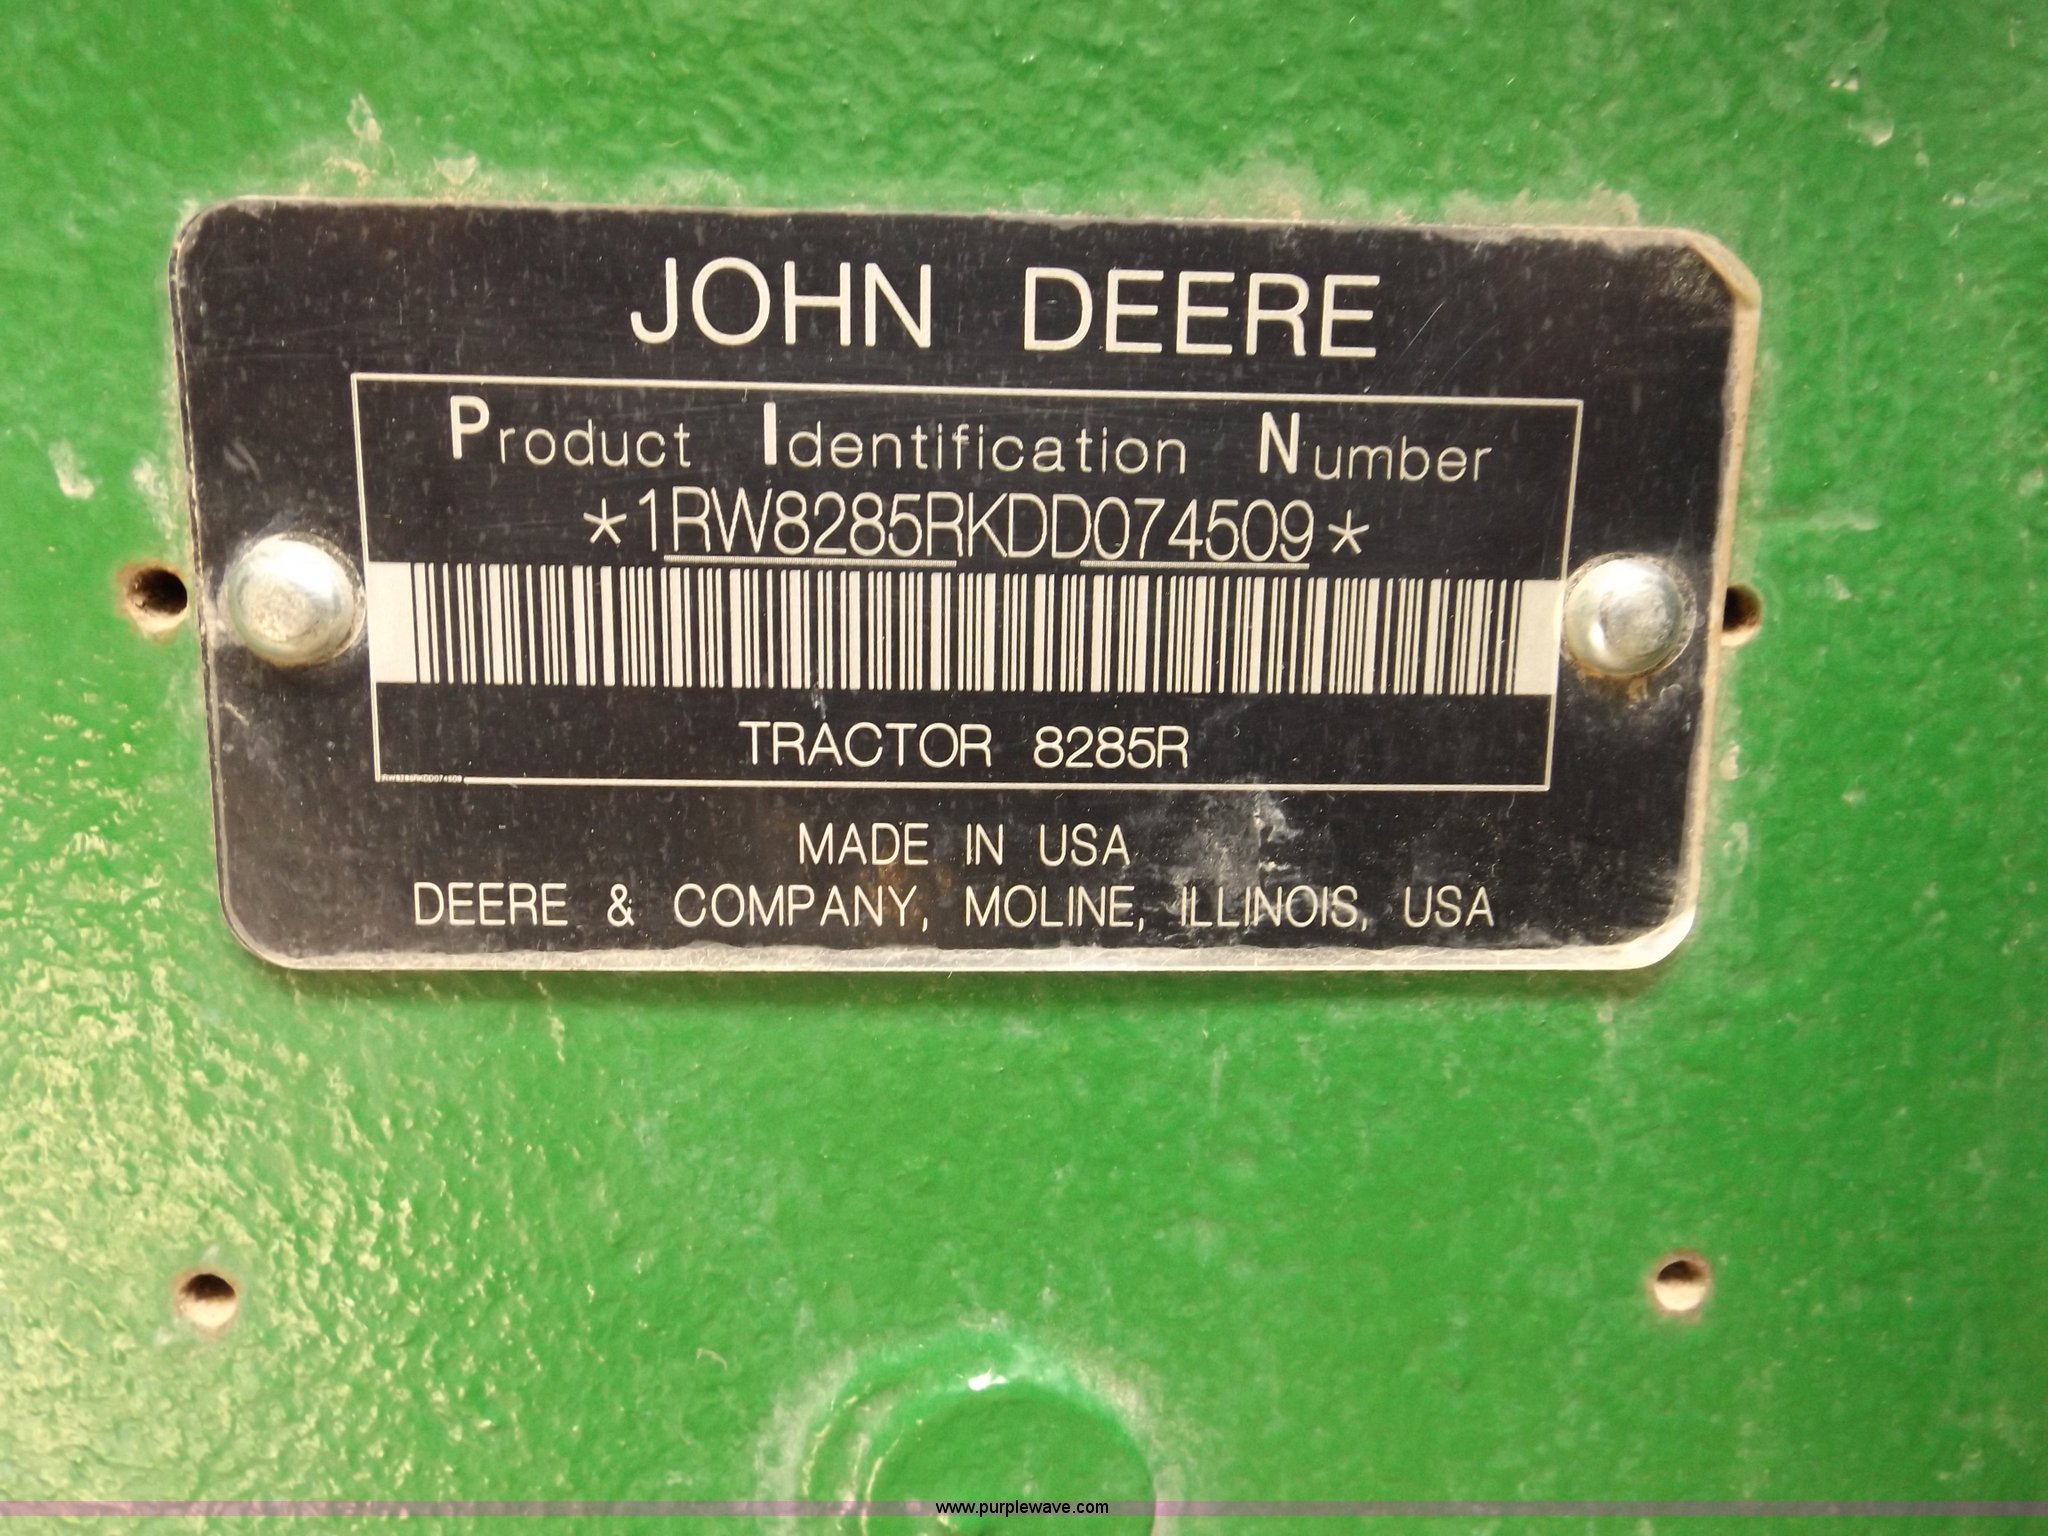 JOHN DEERE
Product Identification Number
*1RW8285RKDD074509*
TRACTOR 8285R
RW8285RKDD074509
MADE IN USA
DEERE & COMPANY, MOLINE, ILLINOIS, USA
www.purplewave.com